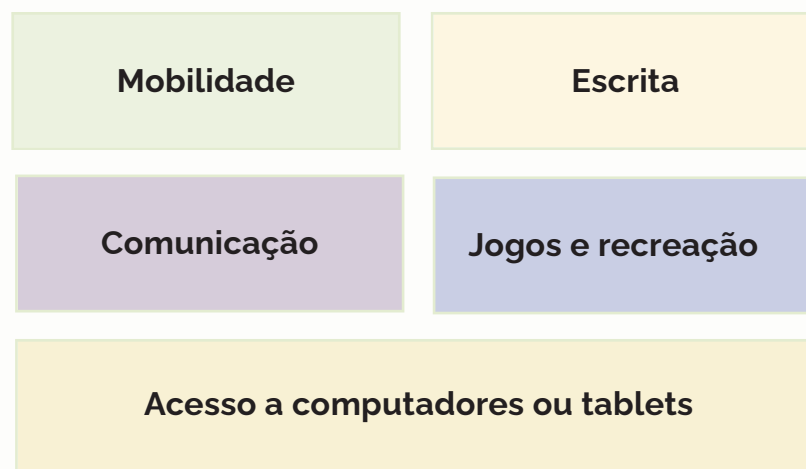 Mobilidade
Escrita
Comunicação
Jogos e recreação
Acesso a computadores ou tablets